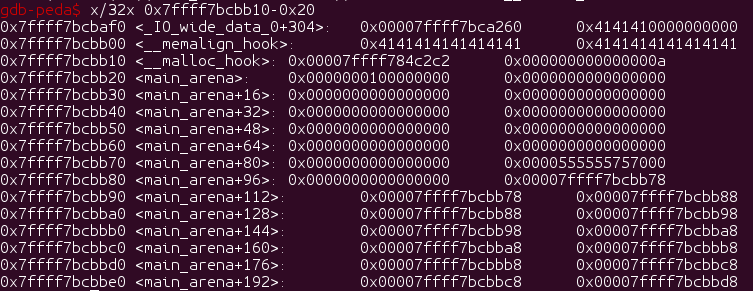 gdb-peda$ x/32x 0x7ffff7bcbb10-0x20
0x7ffff7bcbaf0 <_IO_wide_data_0+304>: 0x00007ffff7bca260 0x4141410000000000
0x7ffff7bcbb00 <__memalign_hook>: 0x4141414141414141 0x4141414141414141
0x7ffff7bcbb10 <__malloc_hook>: 0x00007ffff784c2c2 0x000000000000000a
0x7ffff7bcbb20 <main_arena>: 0x0000000100000000 0x0000000000000000
0x7ffff7bcbb30 <main_arena+16>: 0x0000000000000000 0x0000000000000000
0x7ffff7bcbb40 <main_arena+32>: 0x0000000000000000 0x0000000000000000
0x7ffff7bcbb50 <main_arena+48>: 0x0000000000000000 0x0000000000000000
0x7ffff7bcbb60 <main_arena+64>: 0x0000000000000000 0x0000000000000000
0x7ffff7bcbb70 <main_arena+80>: 0x0000000000000000 0x0000555555757000
0x7ffff7bcbb80 <main_arena+96>: 0x0000000000000000 0x00007ffff7bcbb78
0x7ffff7bcbb90 <main_arena+112>: 0x00007ffff7bcbb78 0x00007ffff7bcbb88
0x7ffff7bcbba0 <main_arena+128>: 0x00007ffff7bcbb88 0x00007ffff7bcbb98
0x7ffff7bcbbb0 <main_arena+144>: 0x00007ffff7bcbb98 0x00007ffff7bcbba8
0x7ffff7bcbbc0 <main_arena+160>: 0x00007ffff7bcbba8 0x00007ffff7bcbbb8
0x7ffff7bcbbd0 <main_arena+176>: 0x00007ffff7bcbbb8 0x00007ffff7bcbbc8
0x7ffff7bcbbe0 <main_arena+192>: 0x00007ffff7bcbbc8 0x00007ffff7bcbbd8